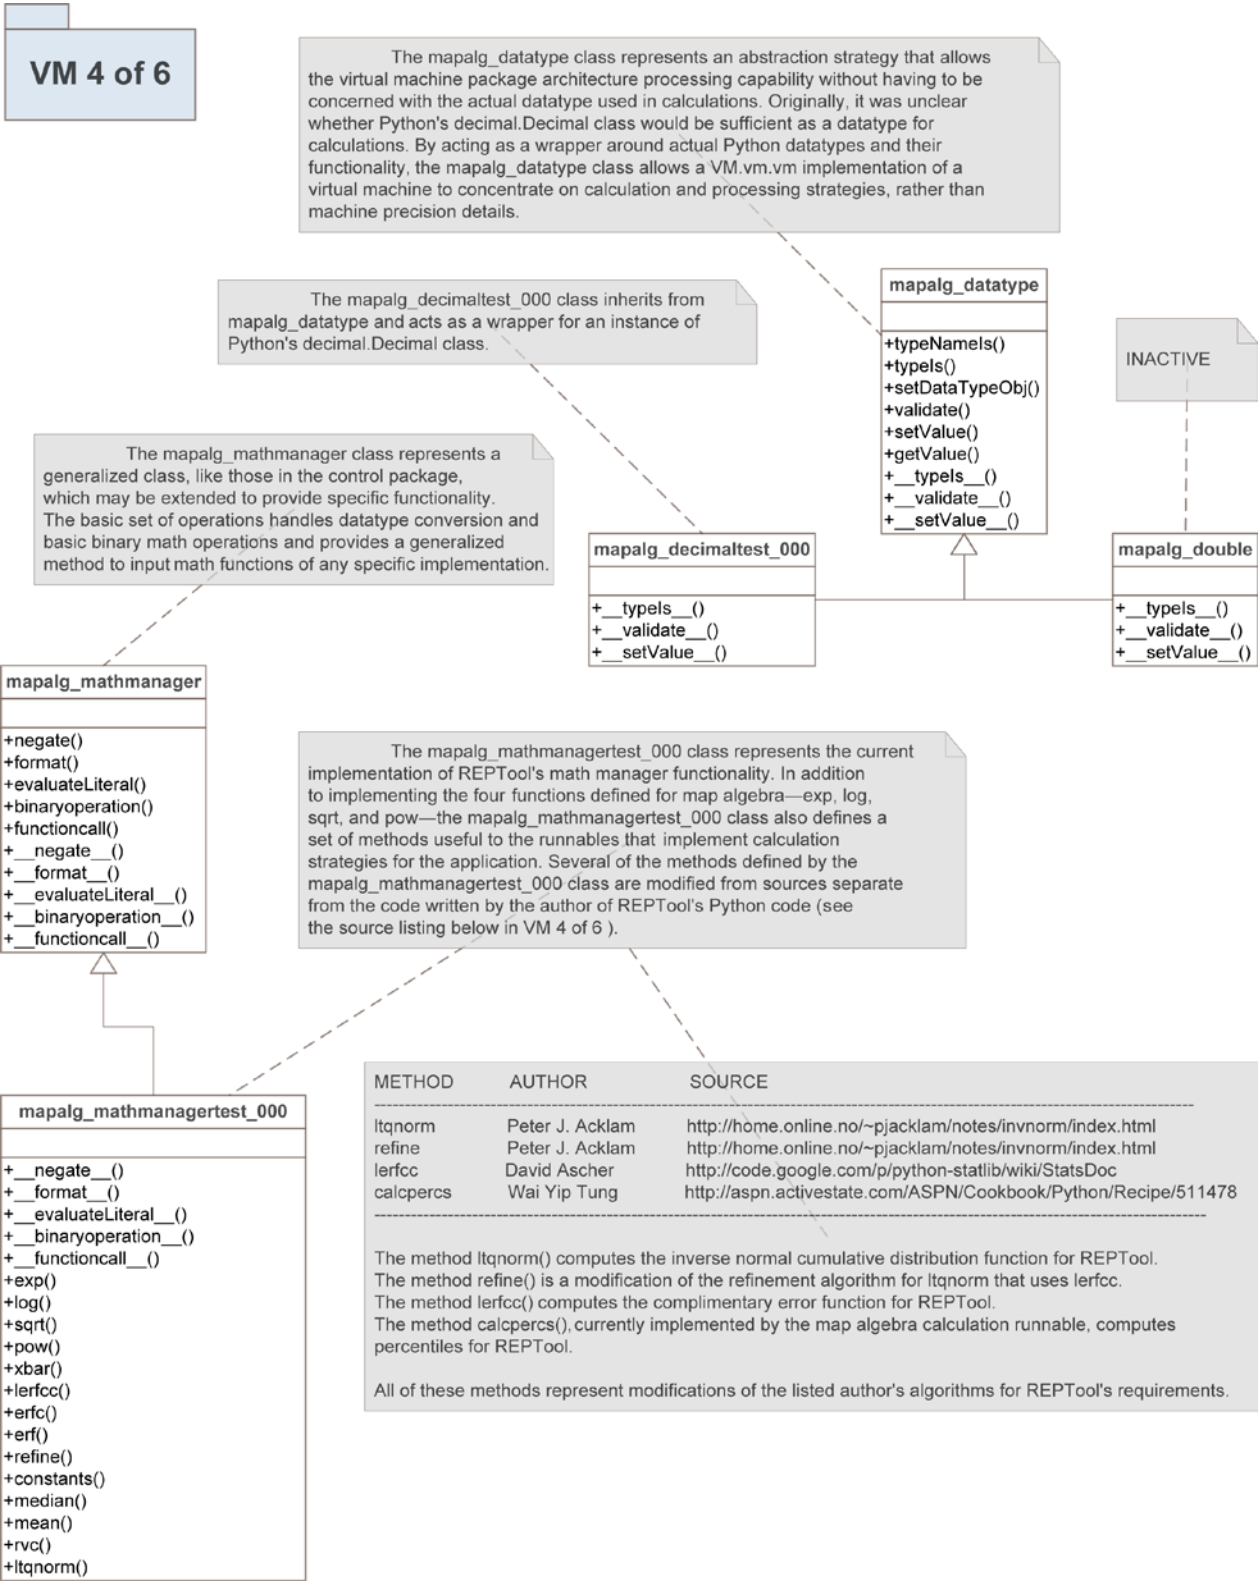 VM 4 of 6
The mapalg_datatype class represents an abstraction strategy that allows
the virtual machine package architecture processing capability without having to be
concerned with the actual datatype used in calculations. Originally, it was unclear
whether Python's decimal.Decimal class would be sufficient as a datatype for
calculations. By acting as a wrapper around actual Python datatypes and their
functionality, the mapalg_datatype class allows a VM.vm.vm implementation of a
virtual machine to concentrate on calculation and processing strategies, rather than
machine precision details.
The mapalg_decimaltest_000 class inherits from
mapalg_datatype and acts as a wrapper for an instance of
Python's decimal.Decimal class.
mapalg_datatype
+typeNameIs()
+typeIs()
+setDataTypeObj()
+validate()
+setValue()
+getValue()
+__typeIs__()
+__validate__()
+__setValue__()
INACTIVE
The mapalg_mathmanager class represents a
generalized class, like those in the control package,
which may be extended to provide specific functionality.
The basic set of operations handles datatype conversion and
basic binary math operations and provides a generalized
method to input math functions of any specific implementation.
mapalg_decimaltest_000
+__typeIs__()
+__validate__()
+__setValue__()
mapalg_double
+__typeIs__()
+__validate__()
+__setValue__()
mapalg_mathmanager
+negate()
+format()
+evaluateLiteral()
+binaryoperation()
+functioncall()
+__negate__()
+__format__()
+__evaluateLiteral__()
+__binaryoperation__()
+__functioncall__()
The mapalg_mathmanagertest_000 class represents the current
implementation of REPTool's math manager functionality. In addition
to implementing the four functions defined for map algebra—exp, log,
sqrt, and pow—the mapalg_mathmanagertest_000 class also defines a
set of methods useful to the runnables that implement calculation
strategies for the application. Several of the methods defined by the
mapalg_mathmanagertest_000 class are modified from sources separate
from the code written by the author of REPTool's Python code (see
the source listing below in VM 4 of 6 ).
mapalg_mathmanagertest_000
+__negate__()
+__format__()
+__evaluateLiteral__()
+__binaryoperation__()
+__functioncall__()
+exp()
+log()
+sqrt()
+pow()
+xbar()
+lerfcc()
+erfc()
+erf()
+refine()
+constants()
+median()
+mean()
+rvc()
+ltqnorm()
METHOD AUTHOR SOURCE
ltqnorm Peter J. Acklam http://home.online.no/~pjacklam/notes/invnorm/index.html
refine Peter J. Acklam http://home.online.no/~pjacklam/notes/invnorm/index.html
lerfcc David Ascher http://code.google.com/p/python-statlib/wiki/StatsDoc
calcpercs Wai Yip Tung http://aspn.activestate.com/ASPN/Cookbook/Python/Recipe/511478
The method ltqnorm() computes the inverse normal cumulative distribution function for REPTool.
The method refine() is a modification of the refinement algorithm for ltqnorm that uses lerfcc.
The method lerfcc() computes the complimentary error function for REPTool.
The method calcpercs(), currently implemented by the map algebra calculation runnable, computes
percentiles for REPTool.
All of these methods represent modifications of the listed author's algorithms for REPTool's requirements.